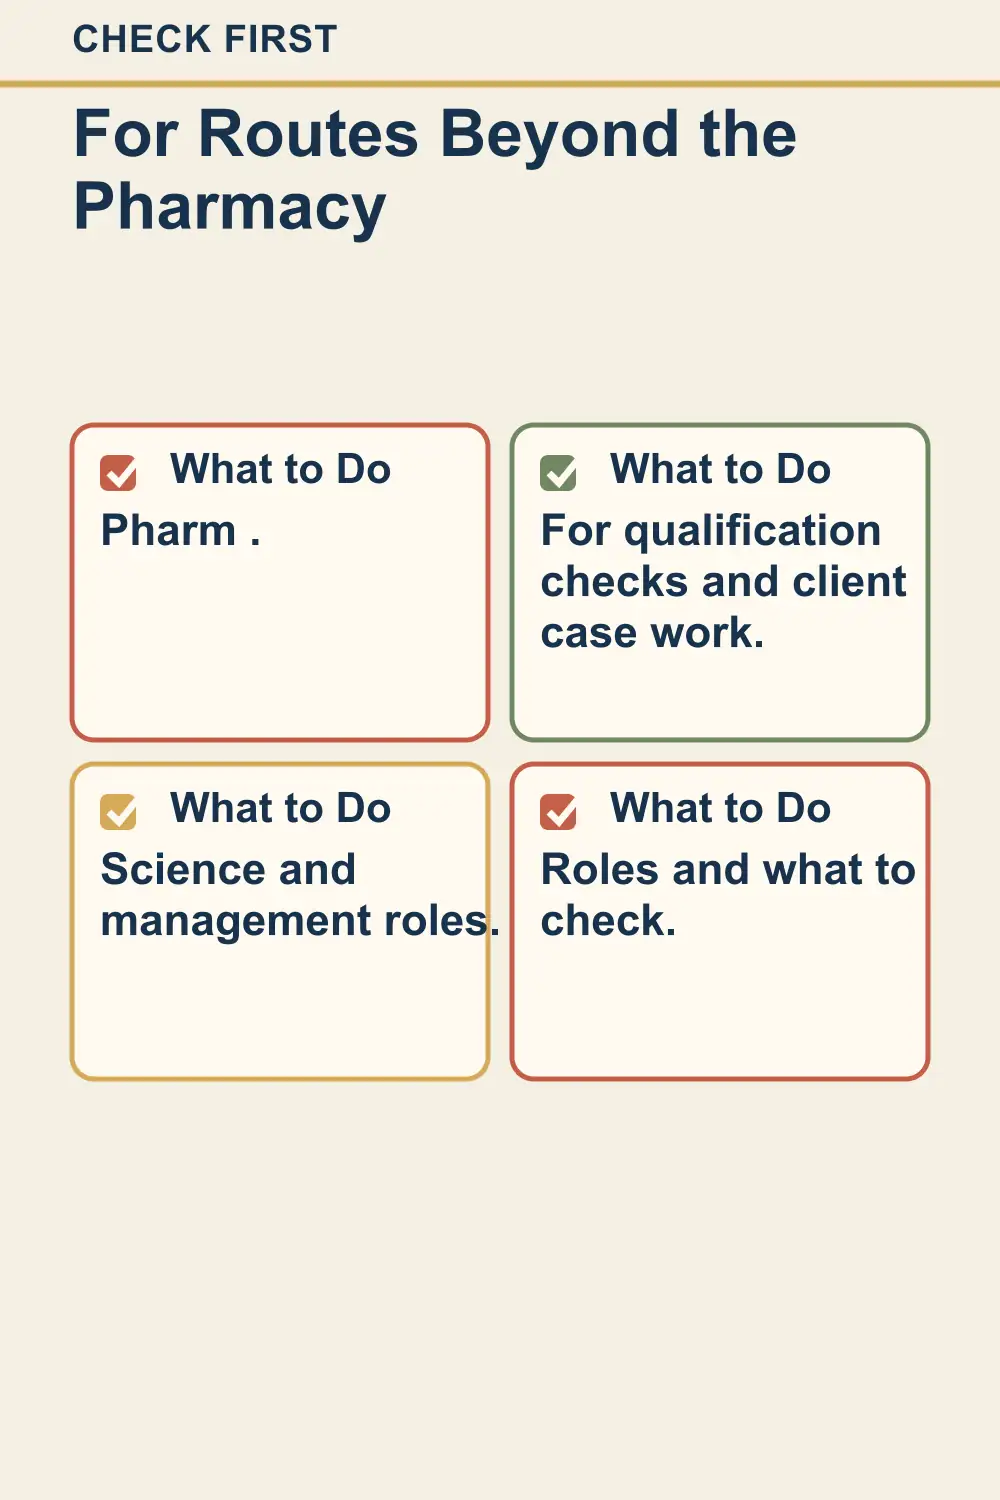 CHECK FIRST
For Routes Beyond the
Pharmacy
What to Do
Pharm .
What to Do
For qualification
checks and client
case work.
What to Do
Science and
management roles.
What to Do
Roles and what to
check.